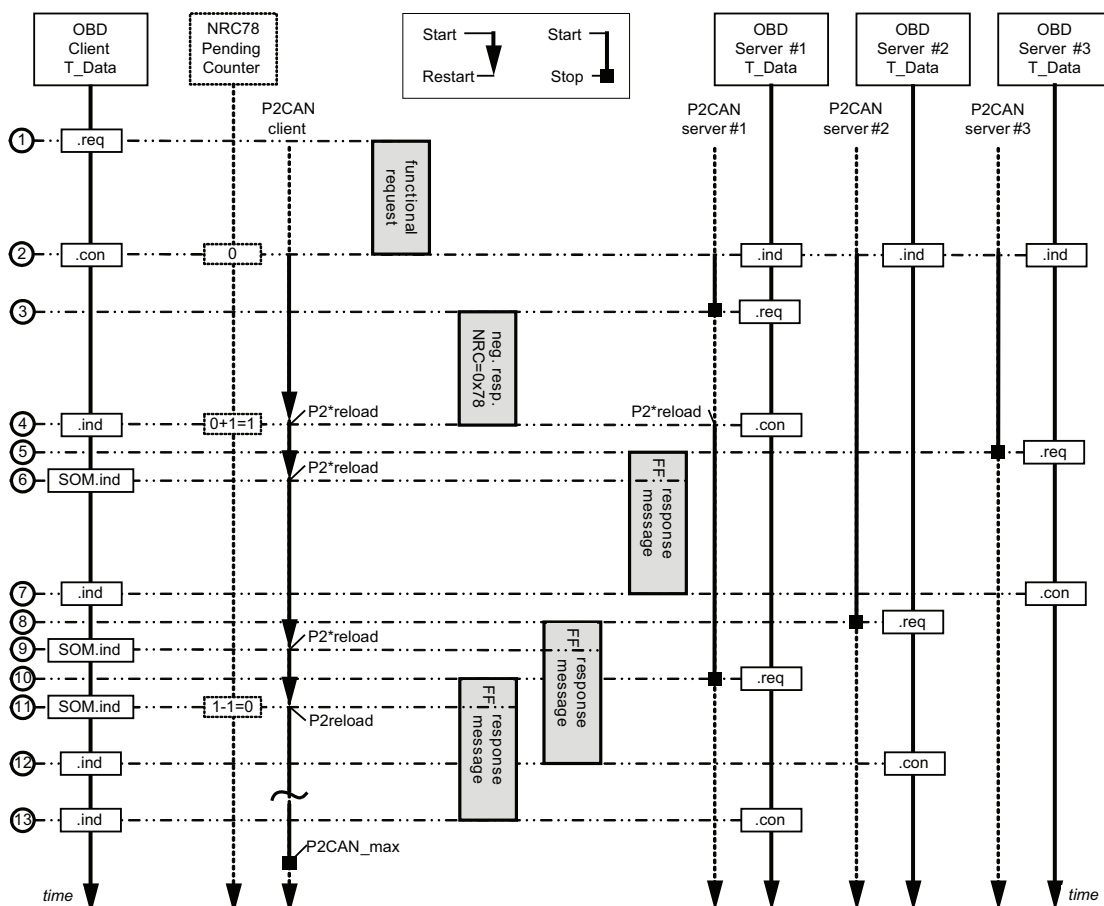 OBD
Client
T_Data
NRC78
Pending
Counter
Start
Restart
Start
Stop
OBD
Server #1
T_Data
OBD
Server #2
T_Data
OBD
Server #3
T_Data
P2CAN
client
P2CAN
server #1
P2CAN
server #2
P2CAN
server #3
1
.req
functional
request
2
.con
0
.ind
.ind
.ind
3
.req
neg. resp.
NRC=0x78
4
.ind
0+1=1
P2*reload
P2*reload
.con
5
.req
6
SOM.ind
P2*reload
FF
response
message
7
.ind
.con
8
.req
9
SOM.ind
P2*reload
FF
response
message
10
.req
11
SOM.ind
1-1=0
P2reload
FF
response
message
12
.ind
.con
13
.ind
.con
P2CAN_max
time
time